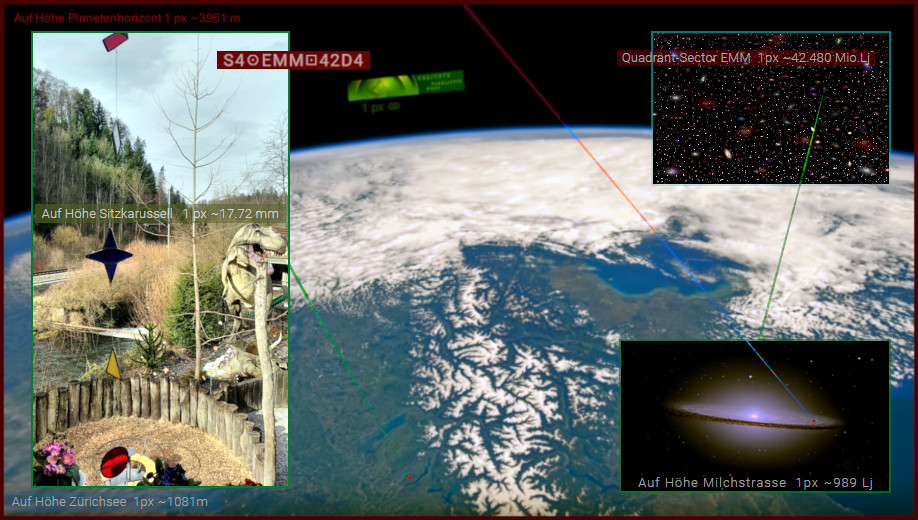 Auf Höhe Planetenhorizont 1 px ~3961 m
S4⊙EMM⊡42D4
Quadrant-Sector EMM 1px ~42.480 Mio.Lj
1 px
Auf Höhe Sitzkarussell 1 px ~17.72 mm
Auf Höhe Milchstrasse 1px ~989 Lj
Auf Höhe Zürichsee 1px ~1081m